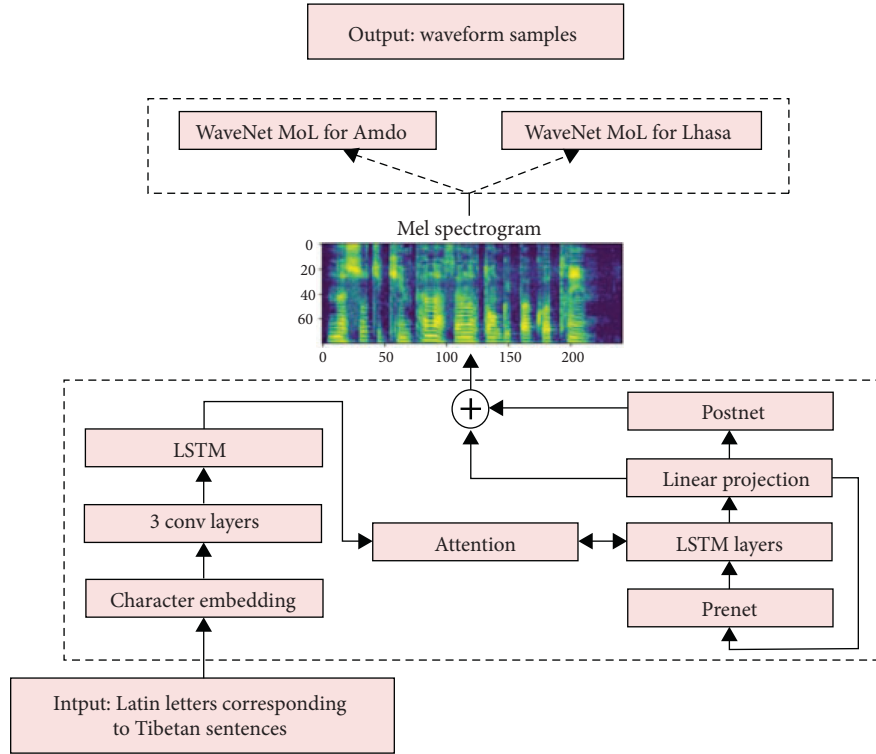 Output: waveform samples
WaveNet MoL for Amdo
WaveNet MoL for Lhasa
Mel spectrogram
0
20
40
60
0
50
100
150
200
+
Postnet
LSTM
Linear projection
3 conv layers
Attention
LSTM layers
Character embedding
Prenet
Intput: Latin letters corresponding
to Tibetan sentences